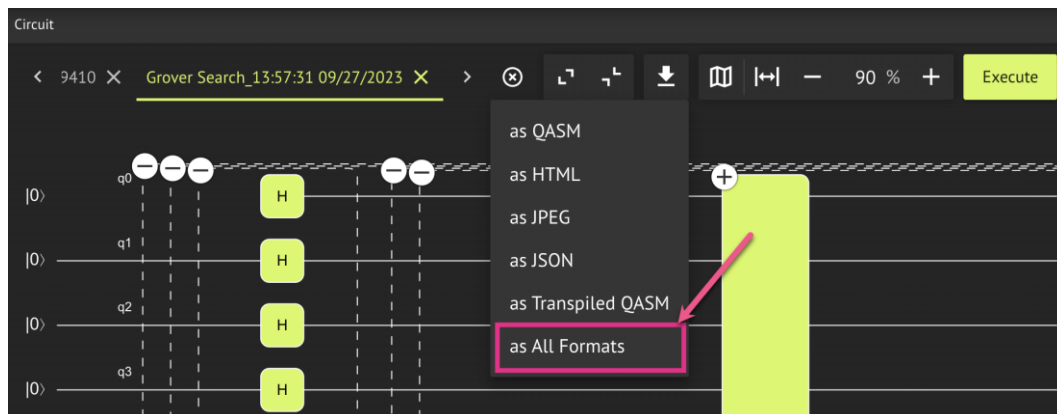 Circuit
9410
Grover Search_13:57:31 09/27/2023
90 %
Execute
as QASM
as HTML
as JPEG
as JSON
as Transpiled QASM
as All Formats
q0
|0⟩
H
q1
|0⟩
H
q2
|0⟩
H
q3
|0⟩
H